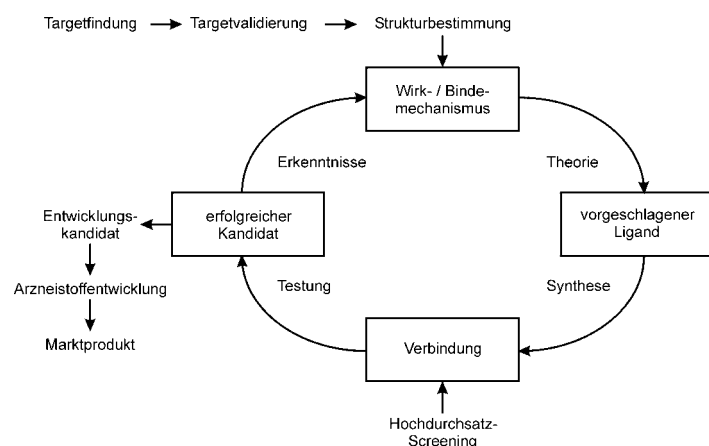 Targetfindung
Targetvalidierung
Strukturbestimmung
Wirk- / Binde-
mechanismus
Erkenntnisse
Theorie
Entwicklungs-
kandidat
erfolgreicher
Kandidat
vorgeschlagener
Ligand
Arzneistoffentwicklung
Testung
Synthese
Marktprodukt
Verbindung
Hochdurchsatz-
Screening